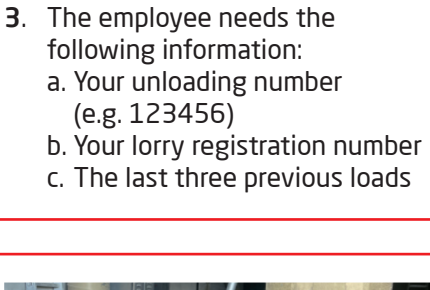 3. The employee needs the
following information:
a. Your unloading number
(e.g. 123456)
b. Your lorry registration number
c. The last three previous loads